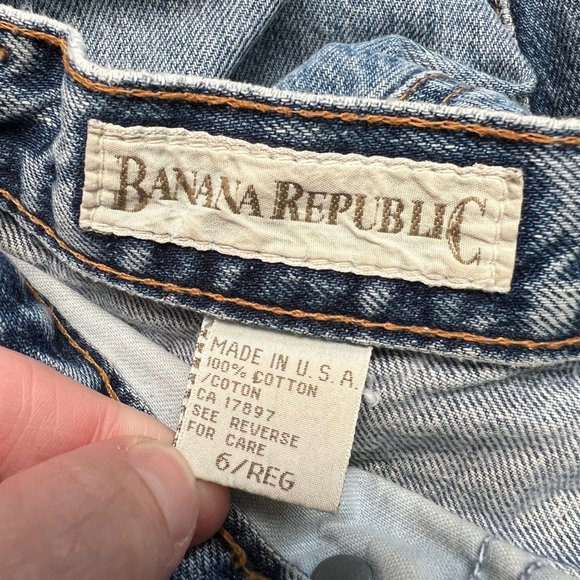 BANANA REPUBLIC
MADE IN U.S.A.
100% COTTON
/COTON
CA 17897
SEE REVERSE
FOR CARE
6/REG